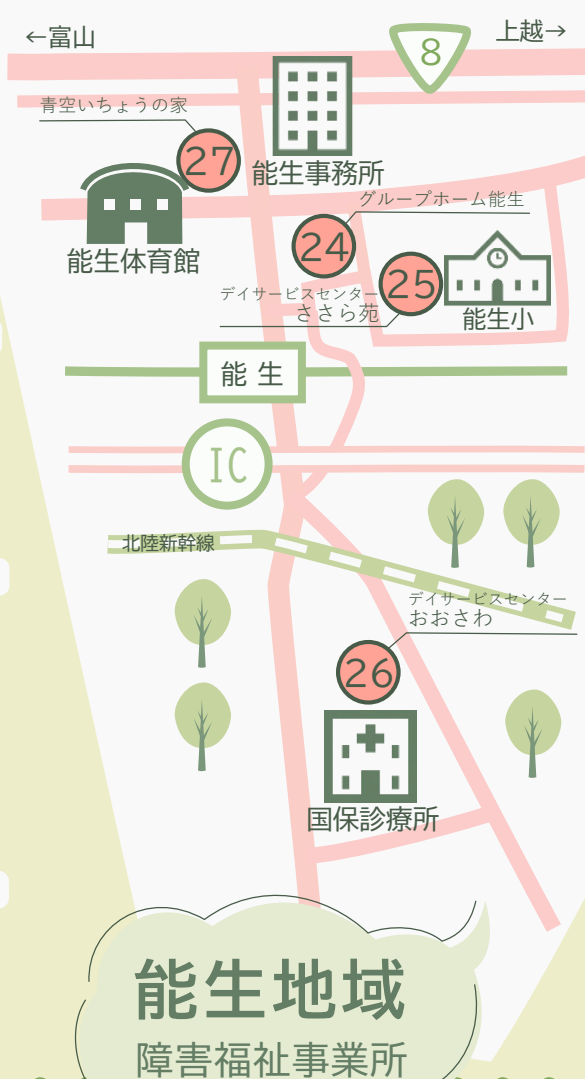 ←富山
上越→
8
青空いちょうの家
27
能生事務所
グループホーム能生
能生体育館
24
25
デイサービスセンター
ささら苑
能生小
能生
IC
北陸新幹線
デイサービスセンター
おおさわ
26
国保診療所
能生地域
障害福祉事業所